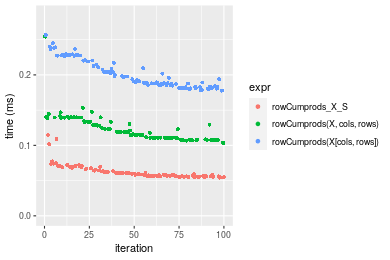 0.2
0.1
0.0
time (ms)
0
25
50
75
100
iteration
expr
rowCumprods_X_S
rowCumprods(X, cols, rows)
rowCumprods(X[cols, rows])